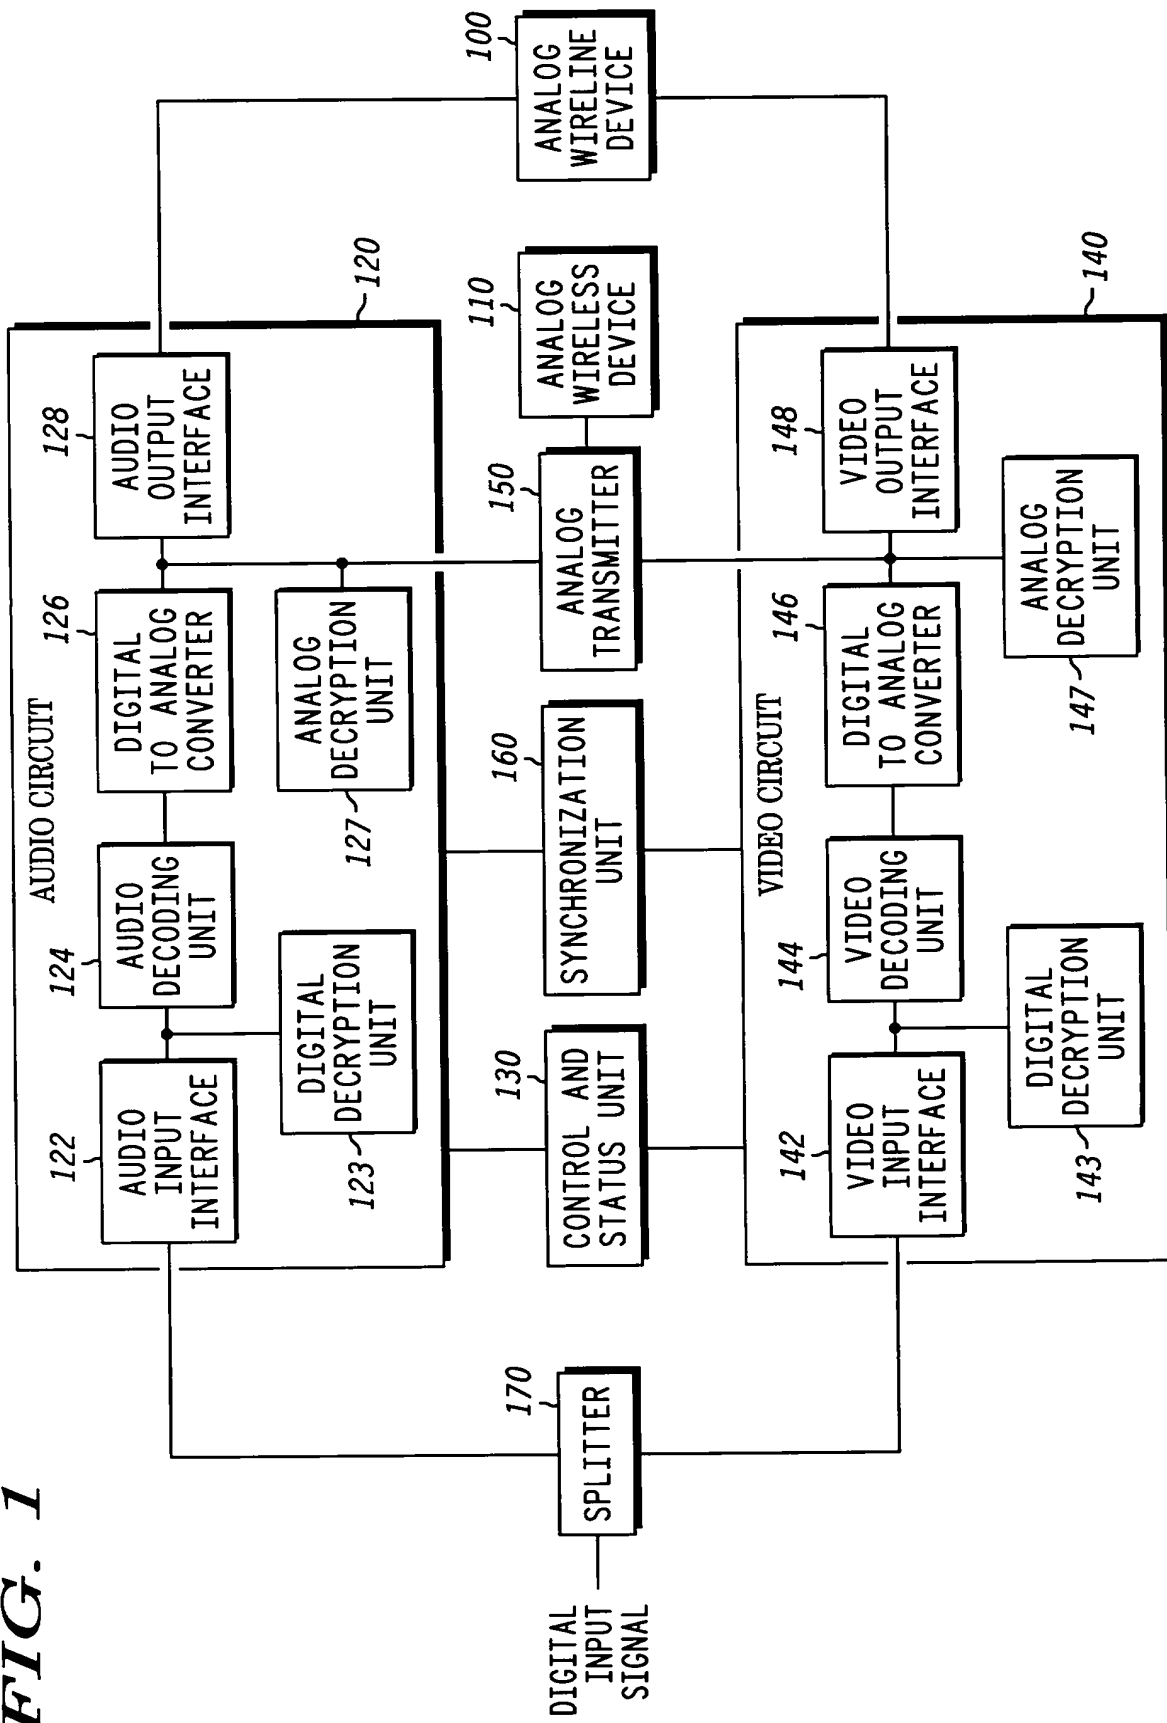 FIG. 1
AUDIO CIRCUIT
120
122
AUDIO
INPUT
INTERFACE
124
AUDIO
DECODING
UNIT
126
DIGITAL
TO ANALOG
CONVERTER
128
AUDIO
OUTPUT
INTERFACE
123
DIGITAL
DECRYPTION
UNIT
127
ANALOG
DECRYPTION
UNIT
DIGITAL
INPUT
SIGNAL
170
SPLITTER
130
CONTROL AND
STATUS UNIT
160
SYNCHRONIZATION
UNIT
150
ANALOG
TRANSMITTER
110
ANALOG
WIRELESS
DEVICE
100
ANALOG
WIRELINE
DEVICE
VIDEO CIRCUIT
140
142
VIDEO
INPUT
INTERFACE
144
VIDEO
DECODING
UNIT
146
DIGITAL
TO ANALOG
CONVERTER
148
VIDEO
OUTPUT
INTERFACE
143
DIGITAL
DECRYPTION
UNIT
147
ANALOG
DECRYPTION
UNIT